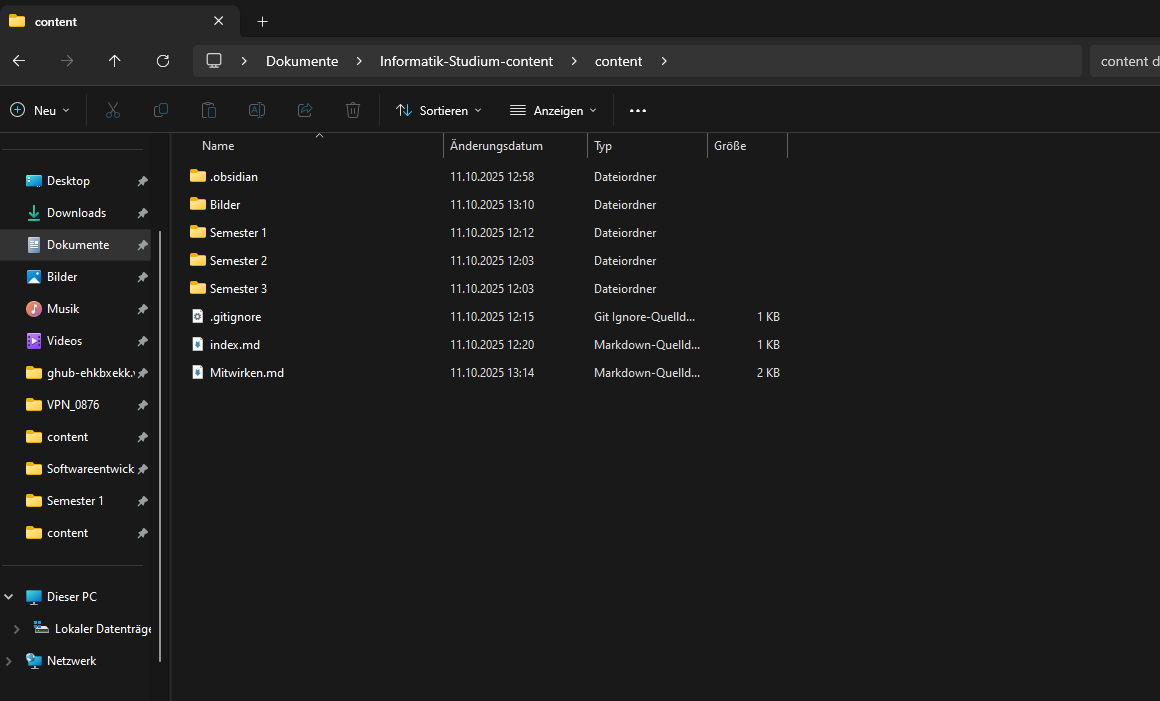 content
Dokumente Informatik-Studium-content content content d
Neu Sortieren Anzeigen
Name Änderungsdatum Typ Größe
.obsidian 11.10.2025 12:58 Dateiordner
Bilder 11.10.2025 13:10 Dateiordner
Semester 1 11.10.2025 12:12 Dateiordner
Semester 2 11.10.2025 12:03 Dateiordner
Semester 3 11.10.2025 12:03 Dateiordner
.gitignore 11.10.2025 12:15 Git Ignore-Quelld... 1 KB
index.md 11.10.2025 12:20 Markdown-Quelld... 1 KB
Mitwirken.md 11.10.2025 13:14 Markdown-Quelld... 2 KB
Desktop
Downloads
Dokumente
Bilder
Musik
Videos
ghub-ehkbxekk.v
VPN_0876
content
Softwareentwick
Semester 1
content
Dieser PC
Lokaler Datenträge
Netzwerk